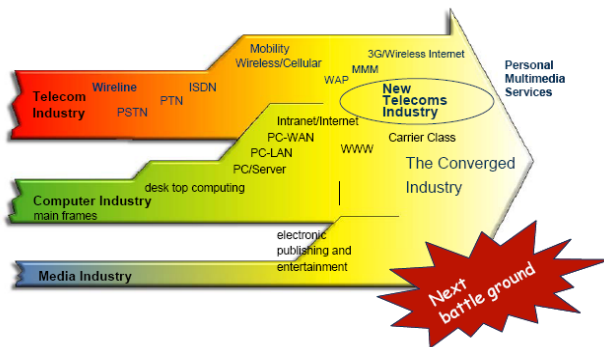 Mobility
Wireless/Cellular
3G/Wireless Internet
MMM
WAP
Personal
Multimedia
Services
Telecom
Industry
Wireline
ISDN
PTN
PSTN
New
Telecoms
Industry
Intranet/Internet
PC-WAN
PC-LAN
PC/Server
WWW
Carrier Class
The Converged
Industry
desk top computing
Computer Industry
main frames
electronic
publishing and
entertainment
Media Industry
Next
battle ground